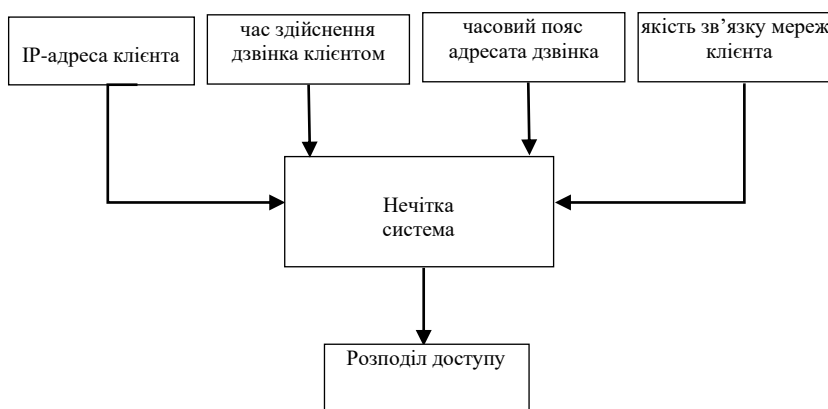 IP-адреса клієнта
час здійснення
дзвінка клієнтом
часовий пояс
адресата дзвінка
якість зв’язку мереж
клієнта
Нечітка
система
Розподіл доступу